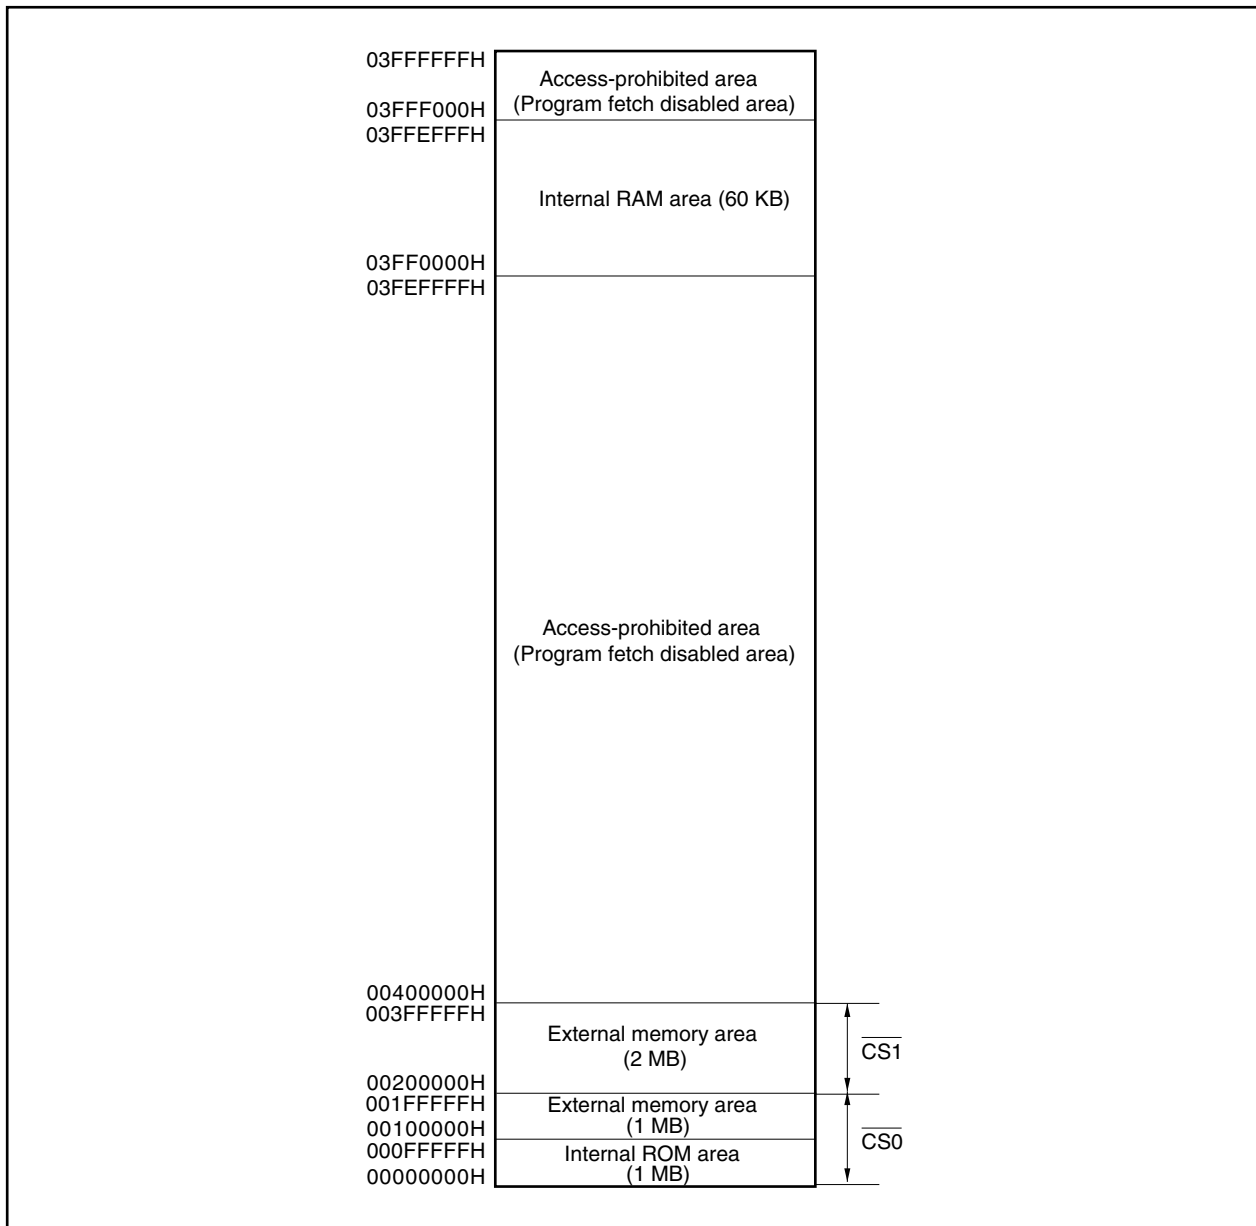 03FFFFFFH
Access-prohibited area
(Program fetch disabled area)
03FFF000H
03FFEFFFH
Internal RAM area (60 KB)
03FF0000H
03FEFFFFH
Access-prohibited area
(Program fetch disabled area)
00400000H
003FFFFFH
External memory area
(2 MB)
CS1
00200000H
001FFFFFH
External memory area
(1 MB)
00100000H
CS0
000FFFFFH
Internal ROM area
(1 MB)
00000000H